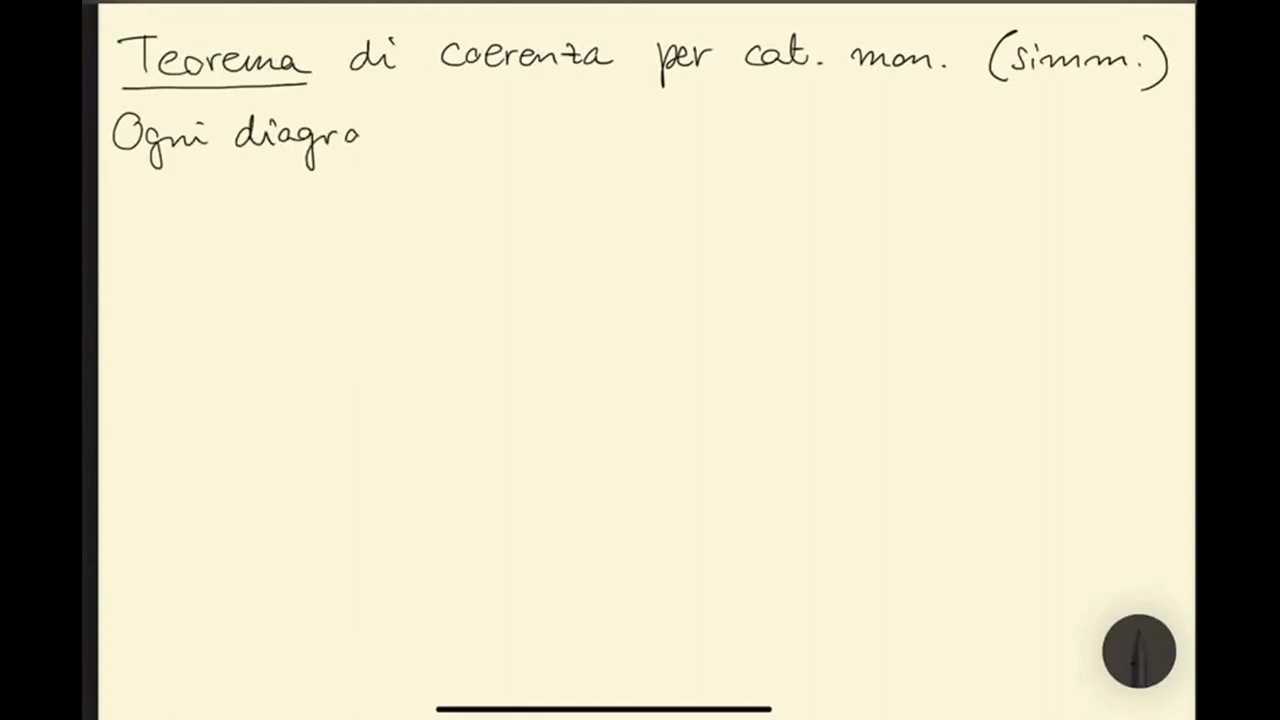 Teorema di coerenza per cat. mon. (simm.)
Ogni diagra